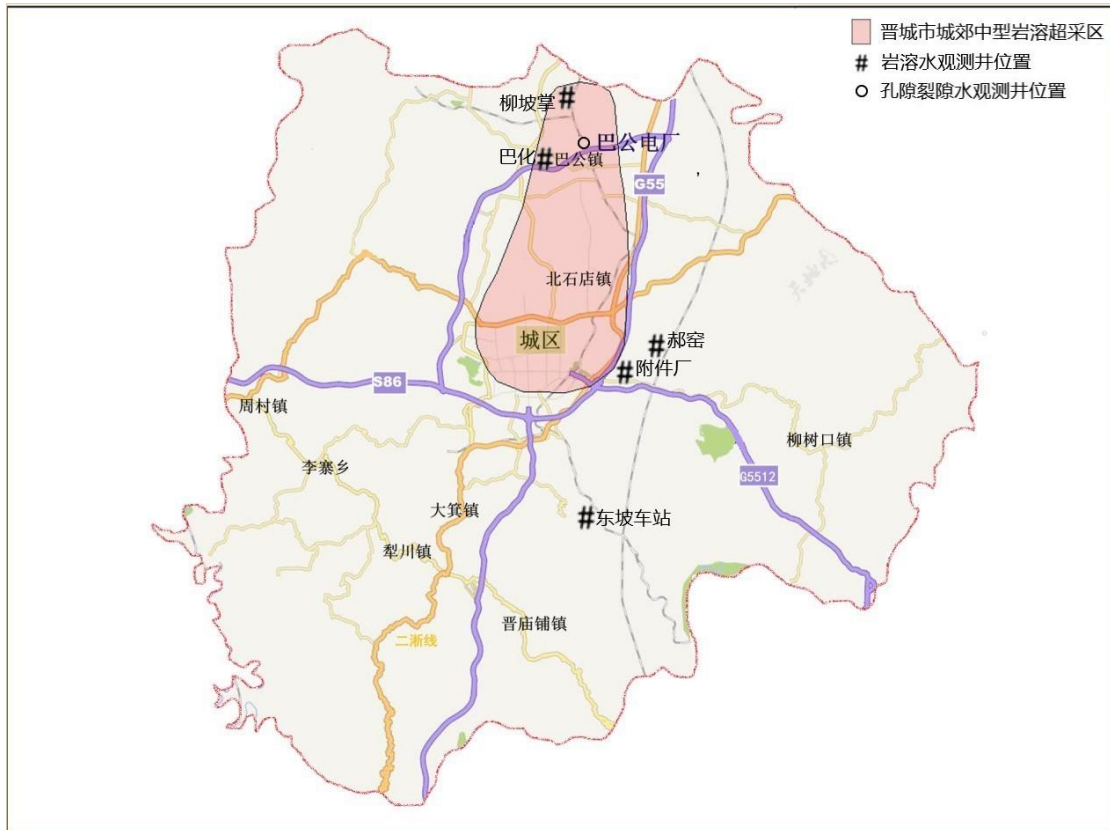 晋城市城郊中型岩溶超采区
# 岩溶水观测井位置
孔隙裂隙水观测井位置
柳坡掌 #
巴公电厂
巴化 # 巴公镇
G55
北石店镇
城区
# 郝窑
# 附件厂
S86
周村镇
柳树口镇
李寨乡
G5512
大箕镇
# 东坡车站
犁川镇
晋庙铺镇
二淅线